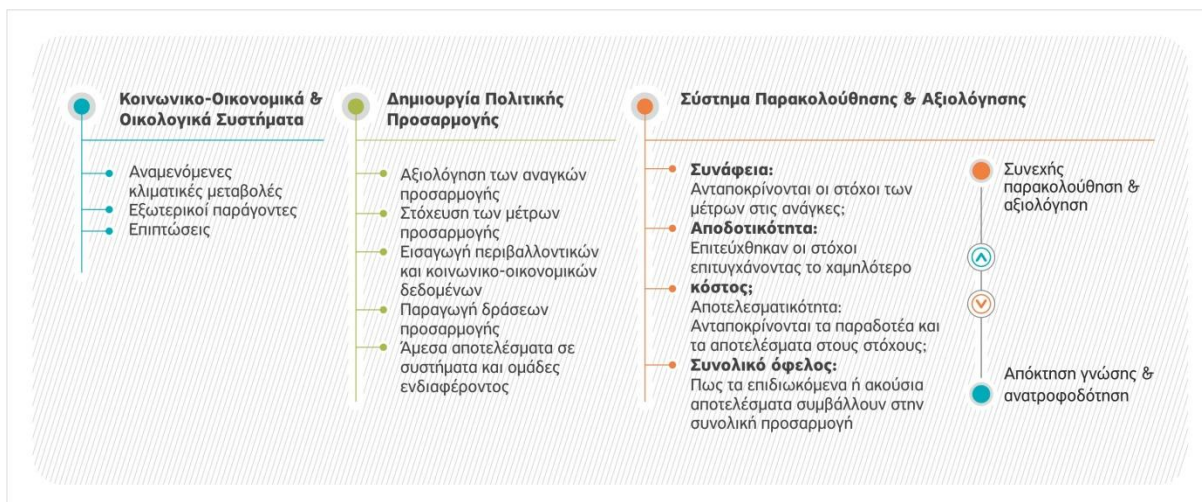 Κοινωνικο-Οικονομικά &
Οικολογικά Συστήματα
Αναμενόμενες
κλιματικές μεταβολές
Εξωτερικοί παράγοντες
Επιπτώσεις
Δημιουργία Πολιτικής
Προσαρμογής
Αξιολόγηση των αναγκών
προσαρμογής
Στόχευση των μέτρων
προσαρμογής
Εισαγωγή περιβαλλοντικών
και κοινωνικο-οικονομικών
δεδομένων
Παραγωγή δράσεων
προσαρμογής
Άμεσα αποτελέσματα σε
συστήματα και ομάδες
ενδιαφέροντος
Σύστημα Παρακολούθησης & Αξιολόγησης
Συνάφεια:
Ανταποκρίνονται οι στόχοι των
μέτρων στις ανάγκες;
Αποδοτικότητα:
Επιτεύχθηκαν οι στόχοι
επιτυγχάνοντας το χαμηλότερο
κόστος;
Αποτελεσματικότητα:
Ανταποκρίνονται τα παραδοτέα και
τα αποτελέσματα στους στόχους;
Συνολικό όφελος:
Πως τα επιδιωκόμενα ή ακούσια
αποτελέσματα συμβάλλουν στην
συνολική προσαρμογή
Συνεχής
παρακολούθηση &
αξιολόγηση
Απόκτηση γνώσης &
ανατροφοδότηση